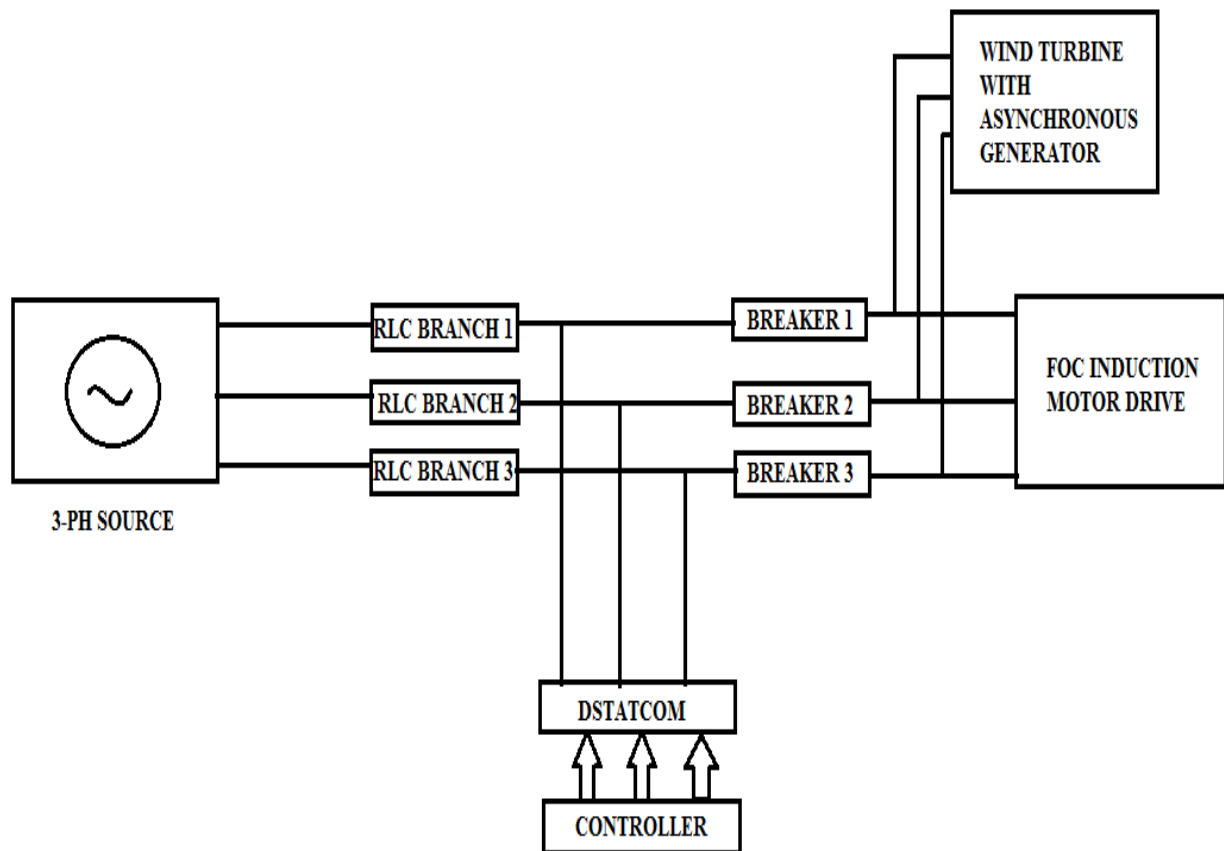 WIND TURBINE
WITH
ASYNCHRONOUS
GENERATOR
RLC BRANCH 1
BREAKER 1
FOC INDUCTION
MOTOR DRIVE
RLC BRANCH 2
BREAKER 2
RLC BRANCH 3
BREAKER 3
3-PH SOURCE
DSTATCOM
CONTROLLER